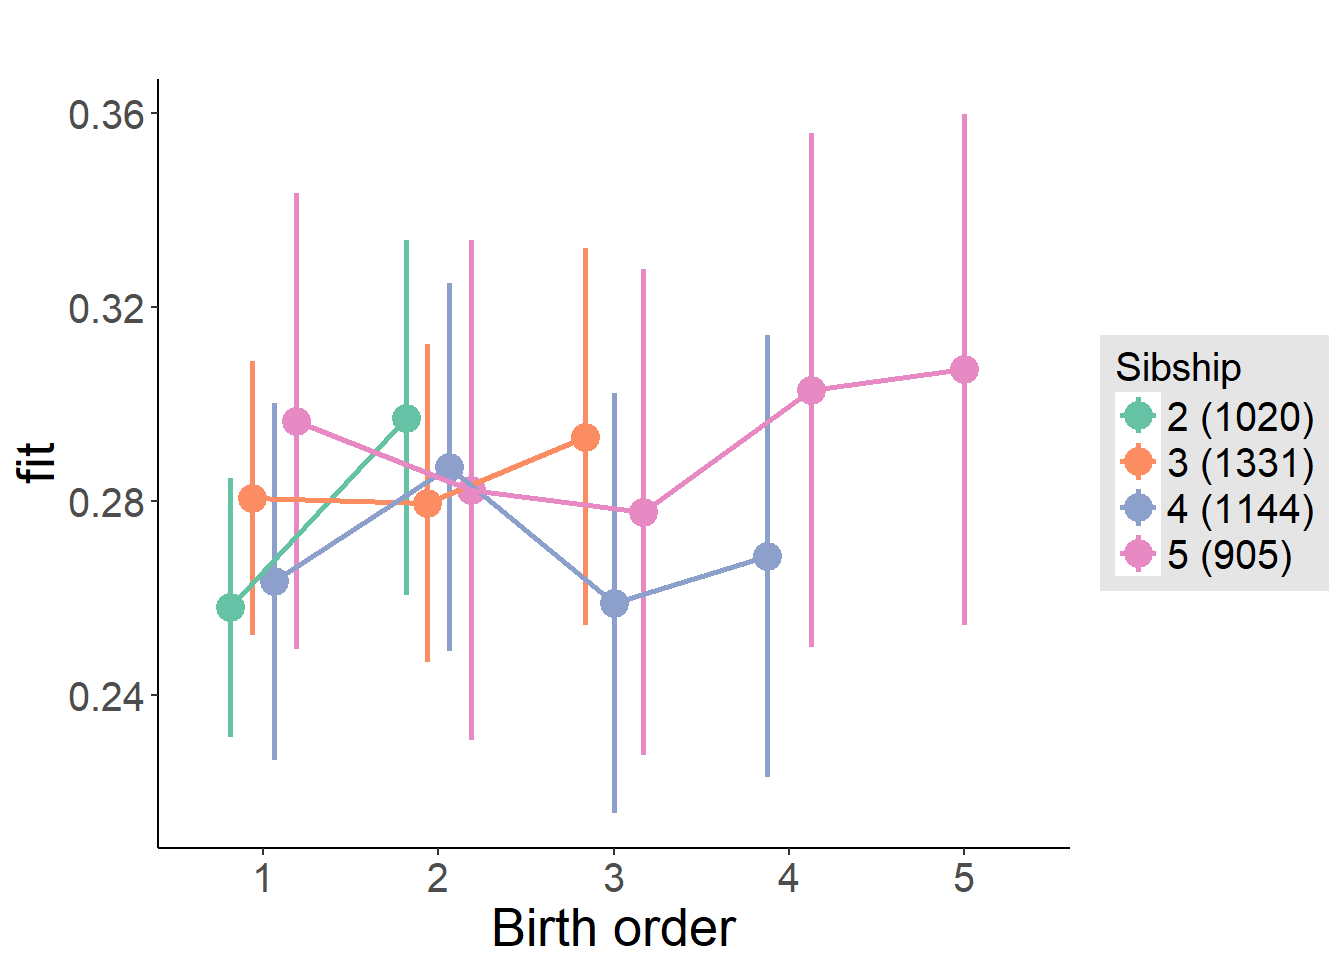 0.36
0.32
0.28
0.24
fit
1 2 3 4 5
Birth order
Sibship
2 (1020)
3 (1331)
4 (1144)
5 (905)